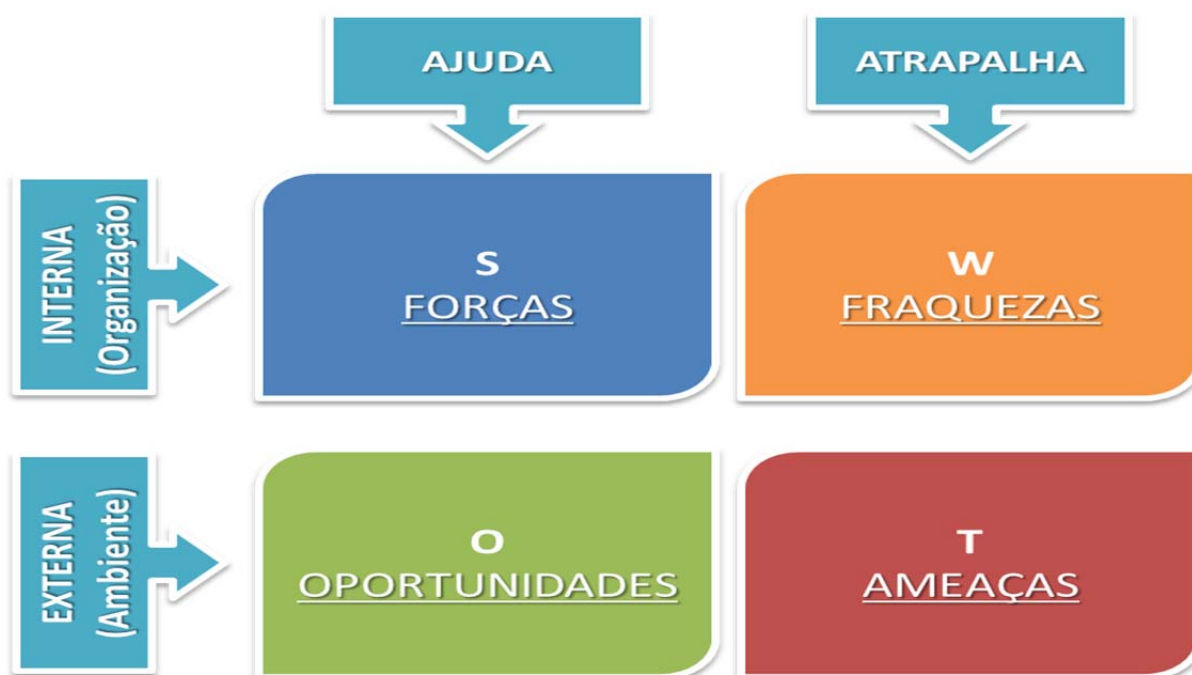 AJUDA
ATRAPALHA
INTERNA
(Organização)
S
FORÇAS
W
FRAQUEZAS
EXTERNA
(Ambiente)
O
OPORTUNIDADES
T
AMEAÇAS